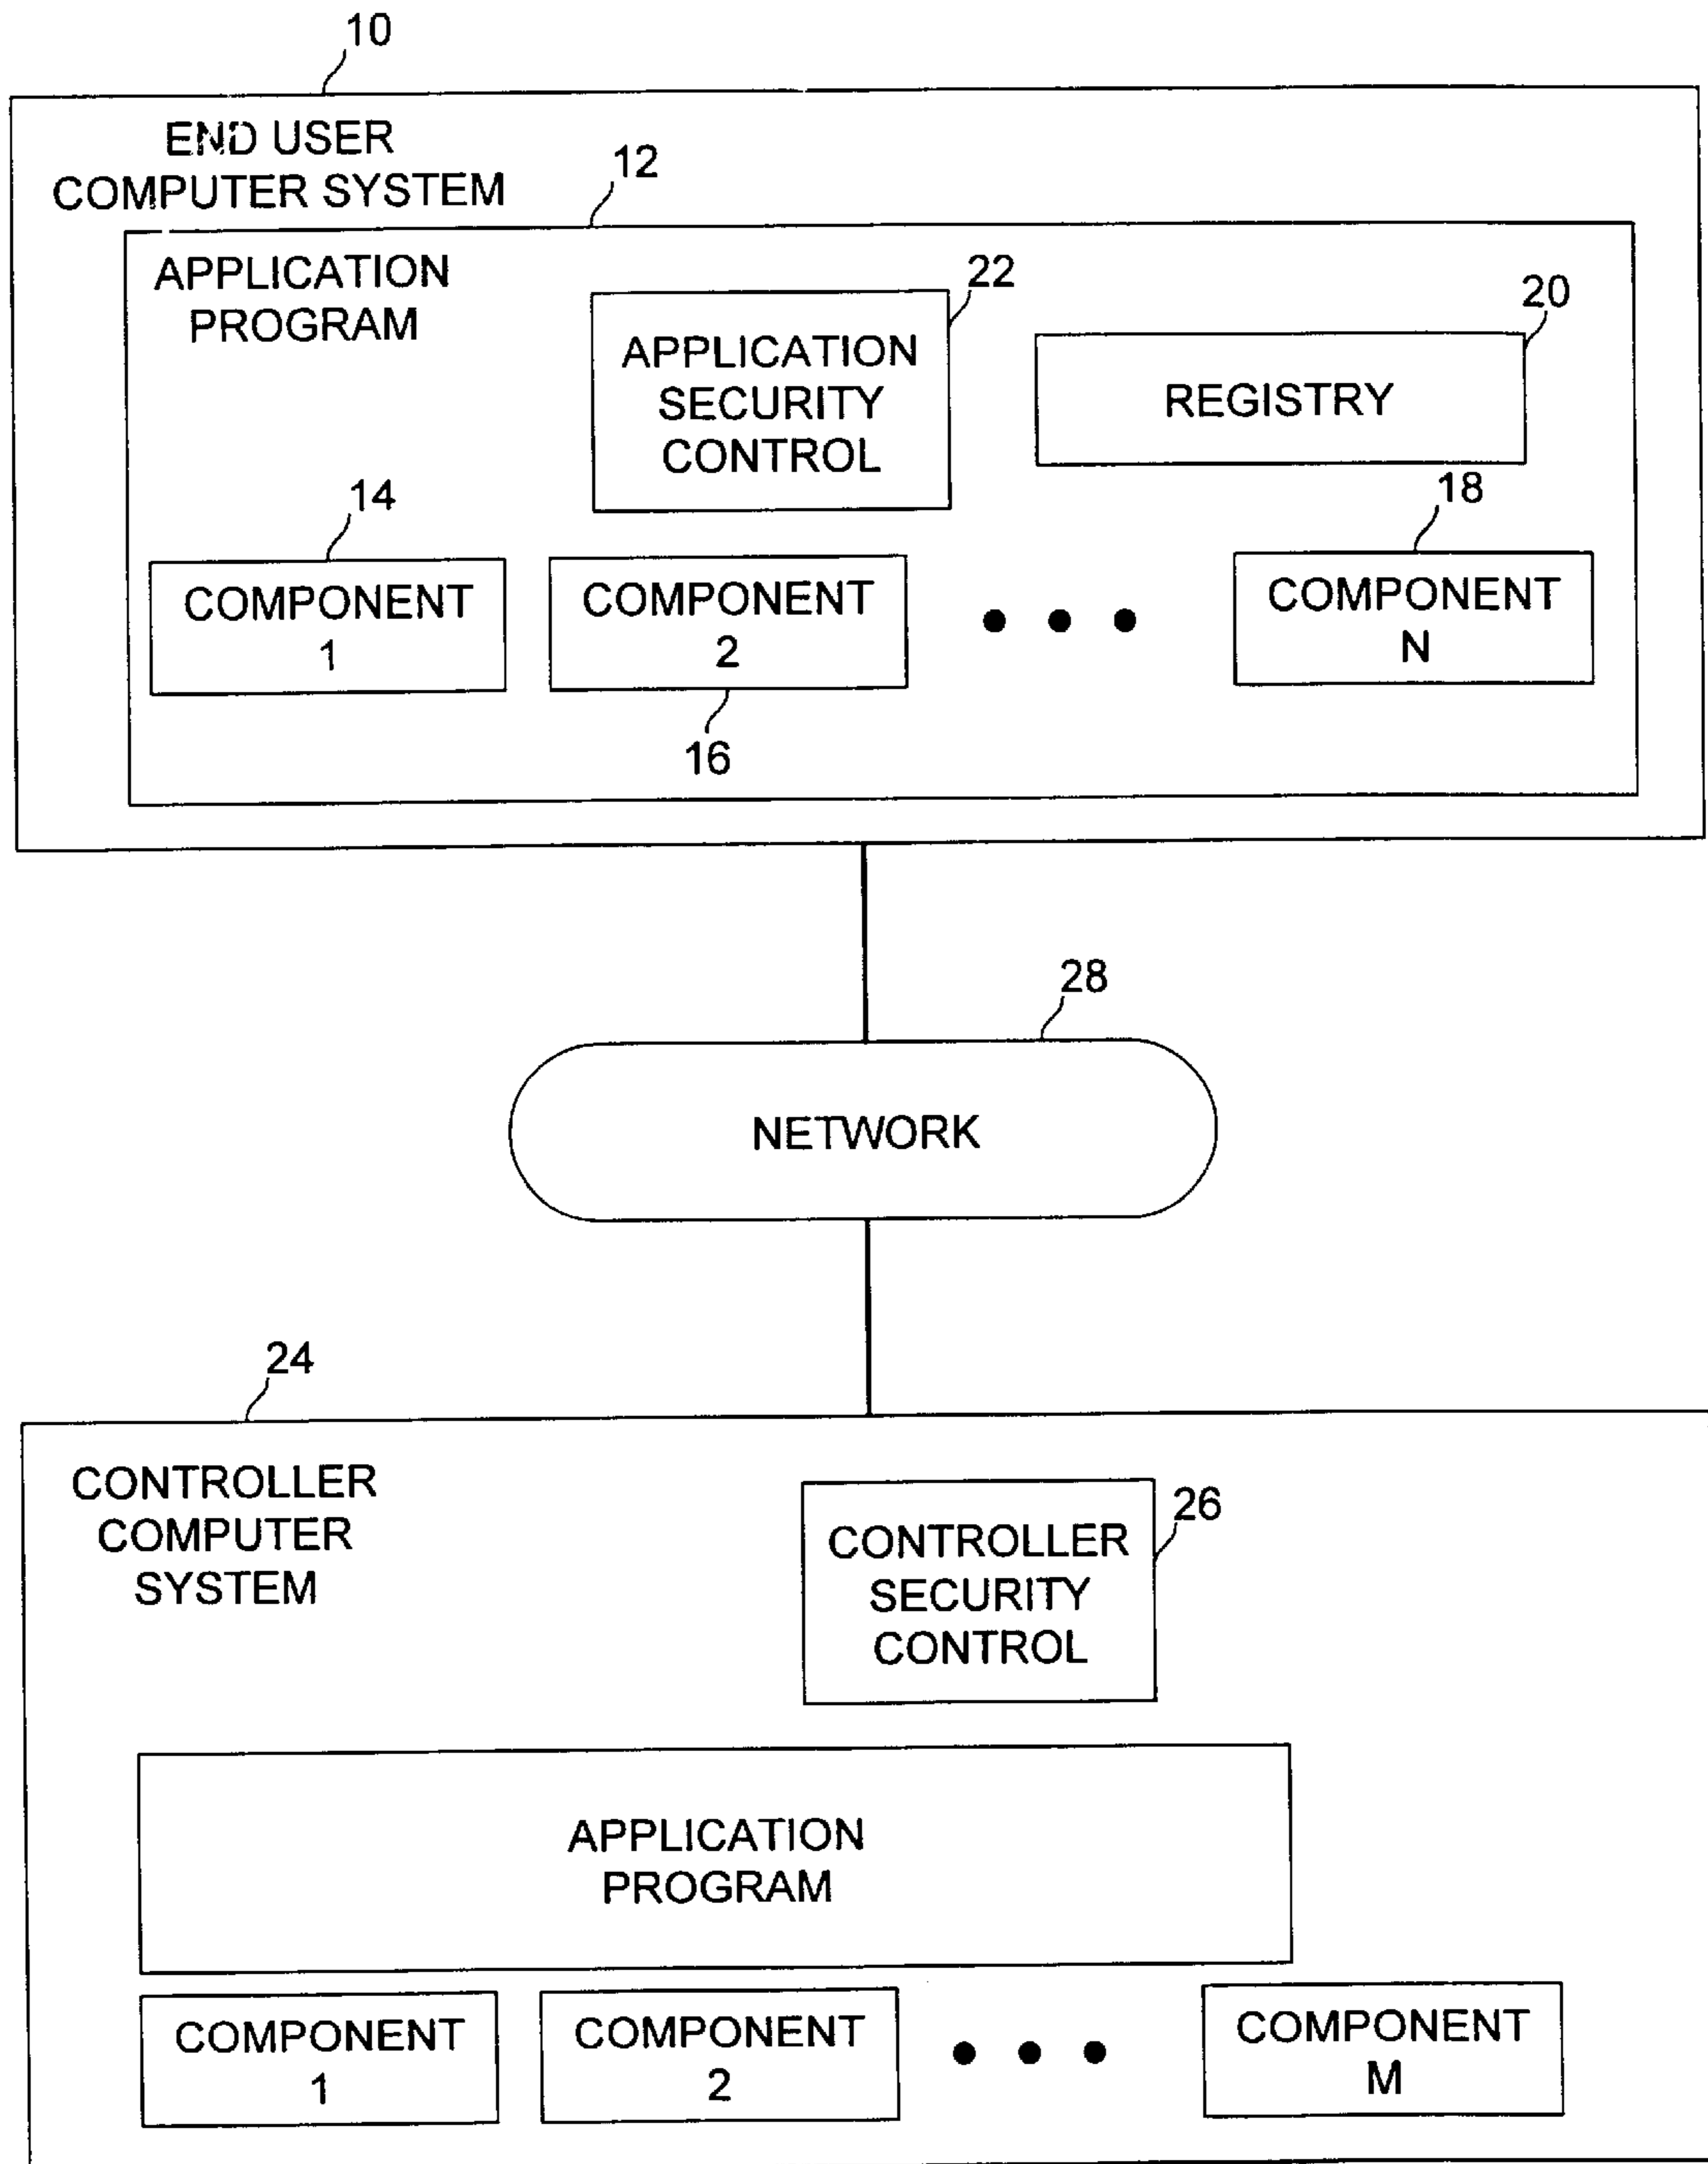 10
END USER
COMPUTER SYSTEM
12
APPLICATION
PROGRAM
22
APPLICATION
SECURITY
CONTROL
20
REGISTRY
14
COMPONENT
1
COMPONENT
2
16
18
COMPONENT
N
28
NETWORK
24
CONTROLLER
COMPUTER
SYSTEM
26
CONTROLLER
SECURITY
CONTROL
APPLICATION
PROGRAM
COMPONENT
1
COMPONENT
2
COMPONENT
M